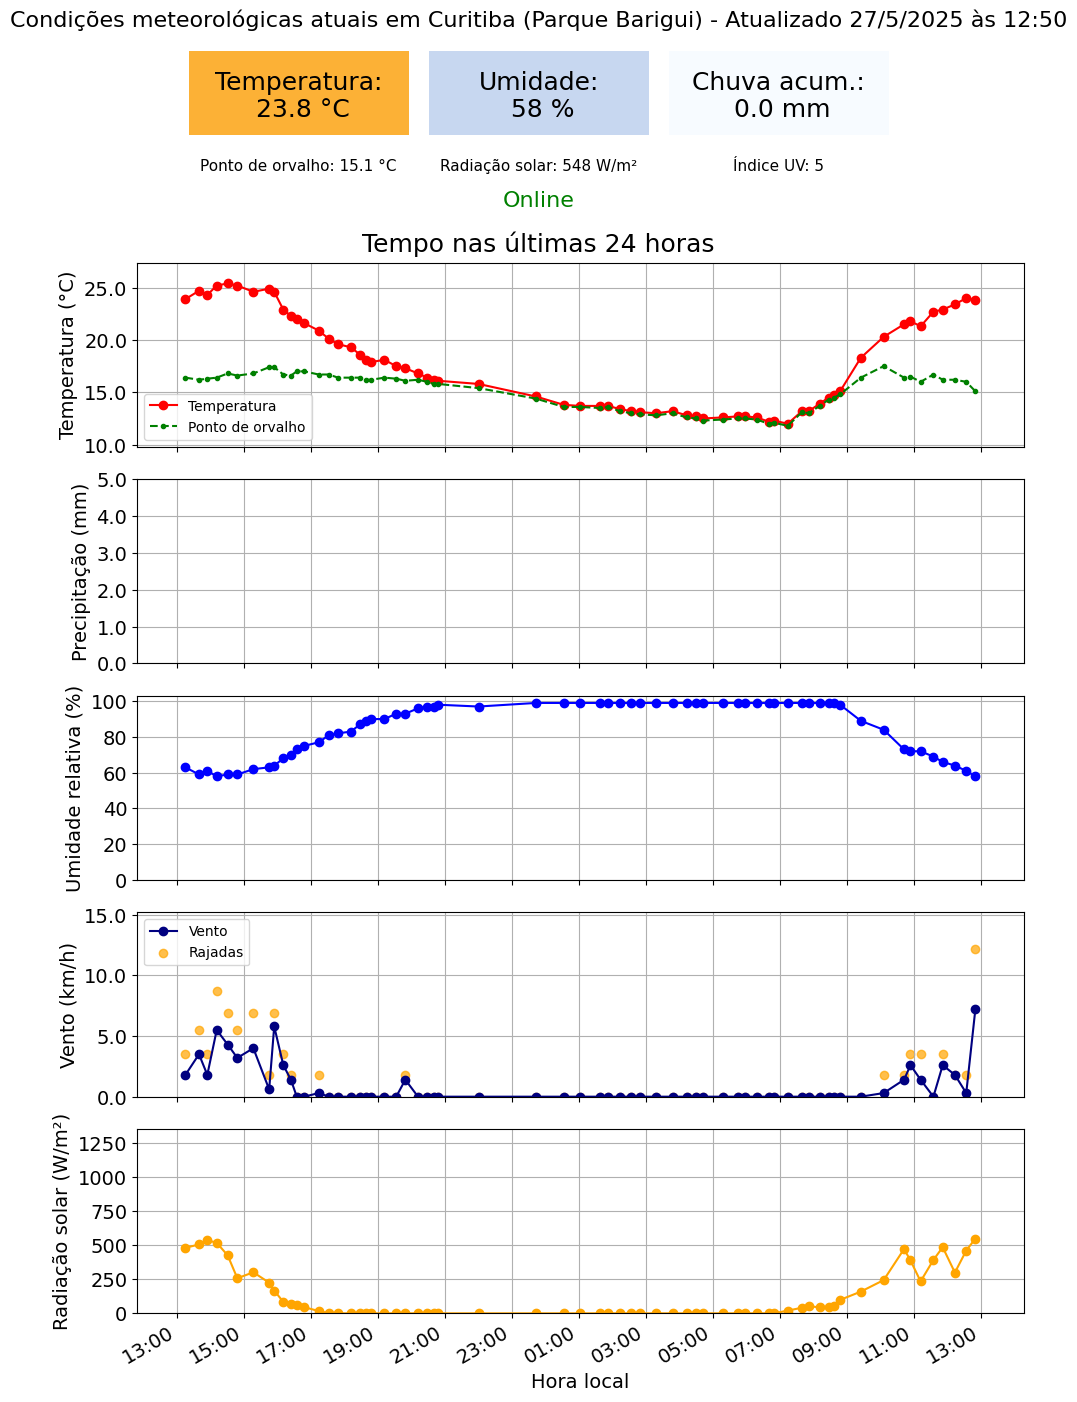 Condições meteorológicas atuais em Curitiba (Parque Barigui) - Atualizado 27/5/2025 às 12:50
Temperatura:
23.8 °C
Umidade:
58 %
Chuva acum.:
0.0 mm
Ponto de orvalho: 15.1 °C
Radiação solar: 548 W/m²
Índice UV: 5
Online
Tempo nas últimas 24 horas
Temperatura (°C)
25.0
20.0
15.0
10.0
Temperatura
Ponto de orvalho
Precipitação (mm)
5.0
4.0
3.0
2.0
1.0
0.0
Umidade relativa (%)
100
80
60
40
20
0
Vento (km/h)
15.0
10.0
5.0
0.0
Vento
Rajadas
Radiação solar (W/m²)
1250
1000
750
500
250
0
13:00
15:00
17:00
19:00
21:00
23:00
01:00
03:00
05:00
07:00
09:00
11:00
13:00
Hora local